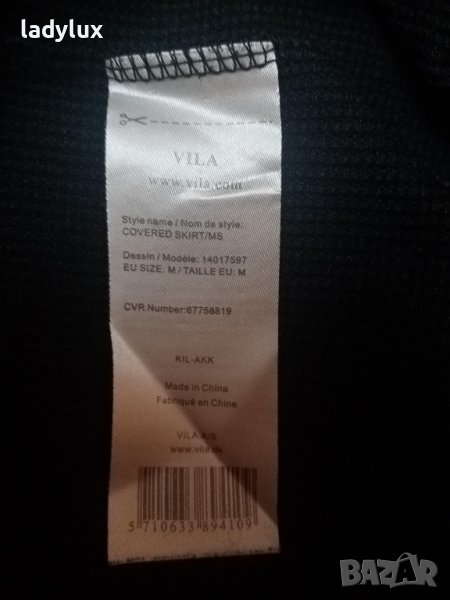 ladylux
VILA
www.vila.com
Style name / Nom de style:
COVERED SKIRT/MS
Dessin / Modèle: 14017597
EU SIZE: M / TAILLE EU: M
CVR Number:67756819
KIL-AKK
Made in China
Fabriqué en Chine
VILA A/S
www.vila.dk
5 710633 894109
BAZAR